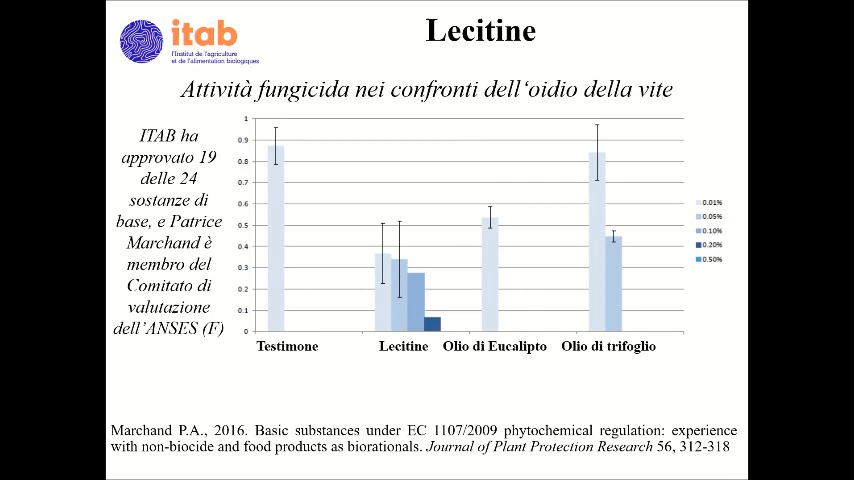 itab
l'Institut de l'agriculture
et de l'alimentation biologiques
Lecitine
Attività fungicida nei confronti dell‘oidio della vite
ITAB ha
approvato 19
delle 24
sostanze di
base, e Patrice
Marchand è
membro del
Comitato di
valutazione
dell’ANSES (F)
1
0.9
0.8
0.7
0.6
0.5
0.4
0.3
0.2
0.1
0
0.01%
0.05%
0.10%
0.20%
0.50%
Testimone Lecitine Olio di Eucalipto Olio di trifoglio
Marchand P.A., 2016. Basic substances under EC 1107/2009 phytochemical regulation: experience
with non-biocide and food products as biorationals. Journal of Plant Protection Research 56, 312-318